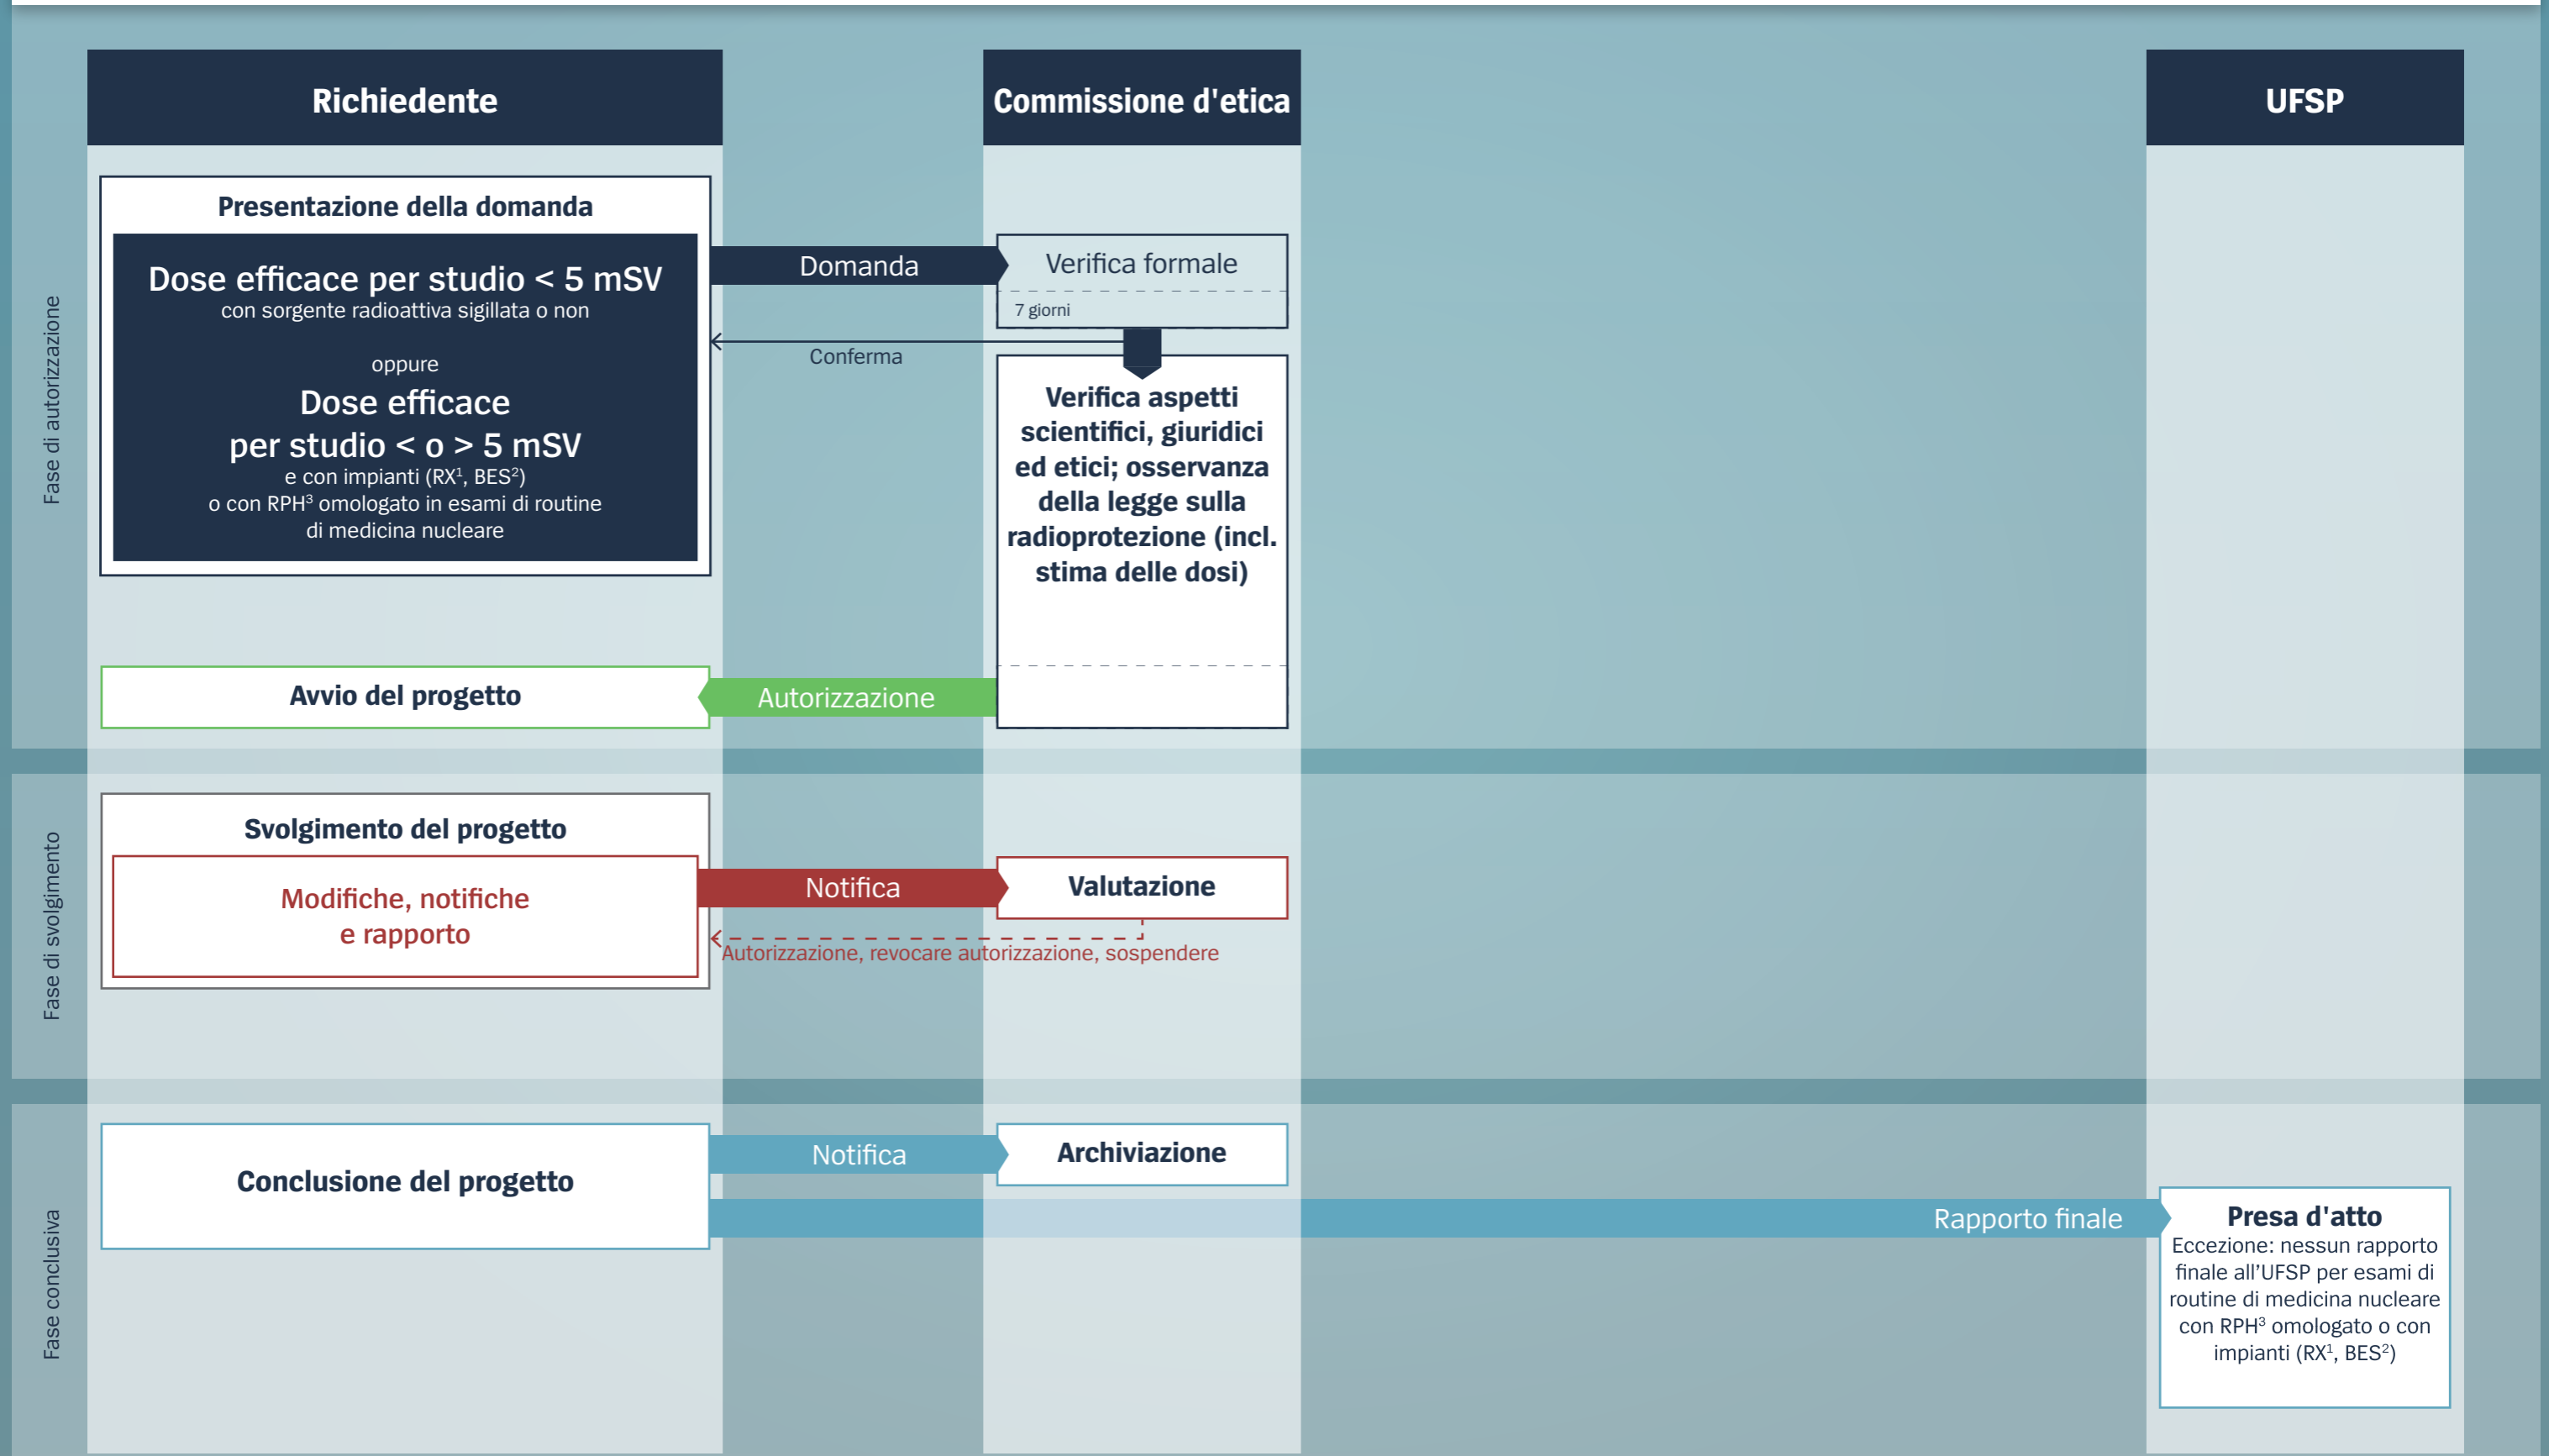 Richiedente
Commissione d'etica
UFSP
Fase di autorizzazione
Presentazione della domanda
Dose efficace per studio < 5 mSV
con sorgente radioattiva sigillata o non
oppure
Dose efficace
per studio < o > 5 mSV
e con impianti (RX¹, BES²)
o con RPH³ omologato in esami di routine
di medicina nucleare
Domanda
Verifica formale
7 giorni
Conferma
Verifica aspetti
scientifici, giuridici
ed etici; osservanza
della legge sulla
radioprotezione (incl.
stima delle dosi)
Avvio del progetto
Autorizzazione
Fase di svolgimento
Svolgimento del progetto
Modifiche, notifiche
e rapporto
Notifica
Valutazione
Autorizzazione, revocare autorizzazione, sospendere
Fase conclusiva
Conclusione del progetto
Notifica
Archiviazione
Rapporto finale
Presa d'atto
Eccezione: nessun rapporto
finale all’UFSP per esami di
routine di medicina nucleare
con RPH³ omologato o con
impianti (RX¹, BES²)